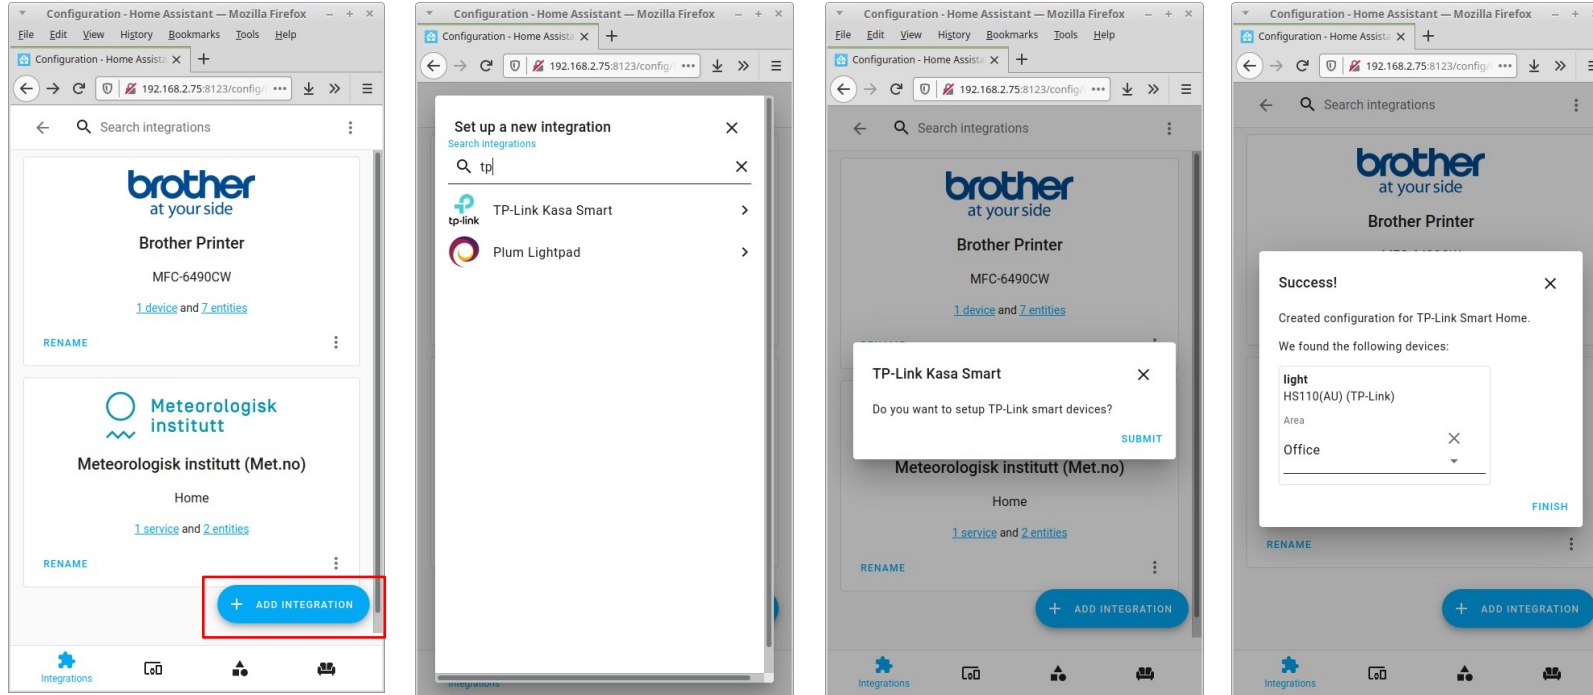 Configuration - Home Assistant — Mozilla Firefox
File Edit View History Bookmarks Tools Help
Configuration - Home Assista
192.168.2.75:8123/config/
Search integrations
brother
at your side
Brother Printer
MFC-6490CW
1 device and 7 entities
RENAME
Meteorologisk
institutt
Meteorologisk institutt (Met.no)
Home
1 service and 2 entities
RENAME
ADD INTEGRATION
Integrations
Configuration - Home Assistant — Mozilla Firefox
Configuration - Home Assista
192.168.2.75:8123/config/
Set up a new integration
Search integrations
tp
tp-link TP-Link Kasa Smart
Plum Lightpad
Integrations
Configuration - Home Assistant — Mozilla Firefox
File Edit View History Bookmarks Tools Help
Configuration - Home Assista
192.168.2.75:8123/config/
Search integrations
brother
at your side
Brother Printer
MFC-6490CW
1 device and 7 entities
TP-Link Kasa Smart
Do you want to setup TP-Link smart devices?
SUBMIT
Meteorologisk institutt (Met.no)
Home
1 service and 2 entities
RENAME
ADD INTEGRATION
Integrations
Configuration - Home Assistant — Mozilla Firefox
Configuration - Home Assista
192.168.2.75:8123/config/
Search integrations
brother
at your side
Brother Printer
Success!
Created configuration for TP-Link Smart Home.
We found the following devices:
light
HS110(AU) (TP-Link)
Area
Office
FINISH
RENAME
ADD INTEGRATION
Integrations